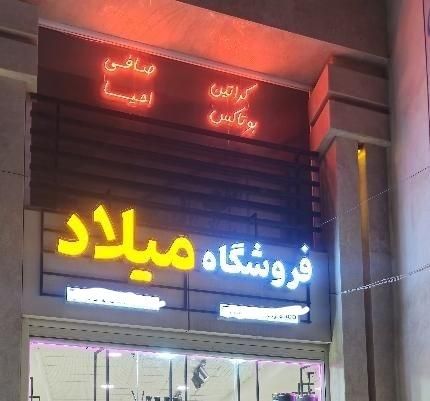 کراتین صافی
بوتاکس احیا
فروشگاه میلاد